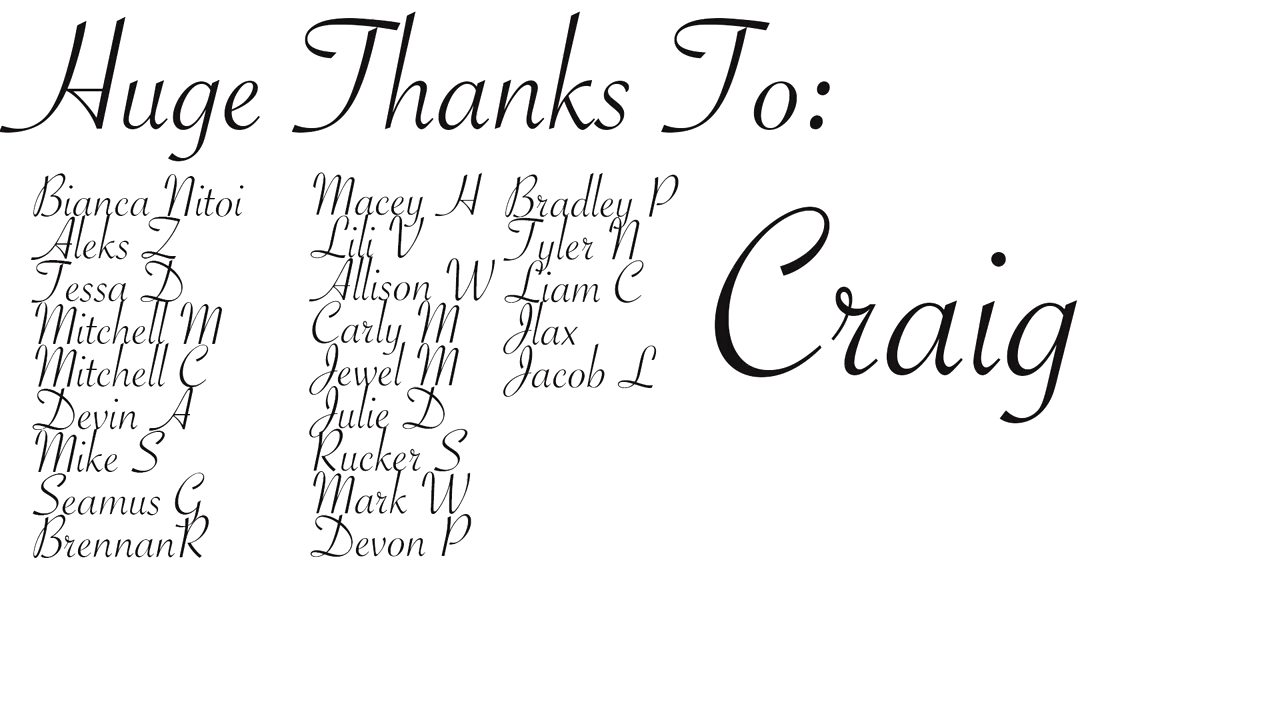 Huge Thanks To:
Bianca Nitoi
Aleks Z
Tessa D
Mitchell M
Mitchell C
Devin A
Mike S
Seamus G
BrennanR
Macey H
Lili V
Allison W
Carly M
Jewel M
Julie D
Rucker S
Mark W
Devon P
Bradley P
Tyler N
Liam C
Jlax
Jacob L
Craig